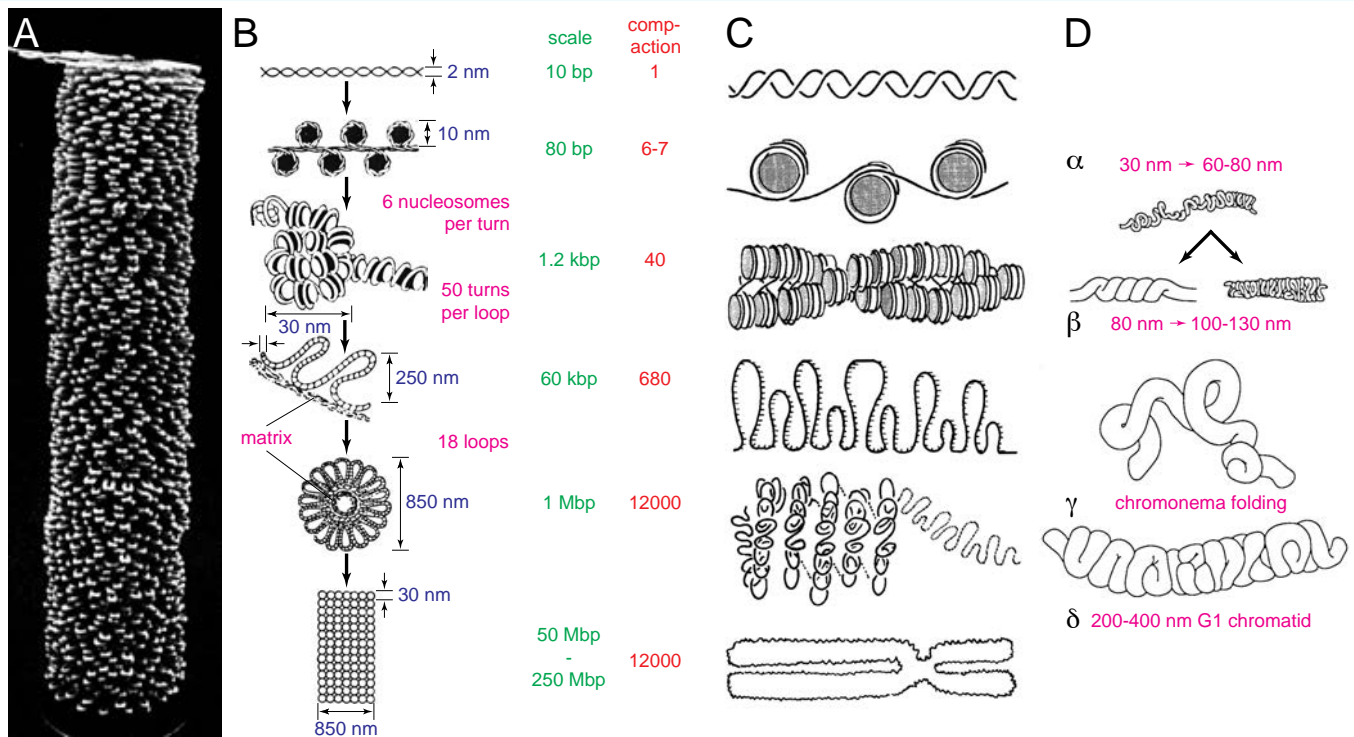 A
B
scale
comp-
action
2 nm
10 bp
1
10 nm
80 bp
6-7
6 nucleosomes
per turn
1.2 kbp
40
50 turns
per loop
30 nm
250 nm
60 kbp
680
matrix
18 loops
850 nm
1 Mbp
12000
30 nm
50 Mbp
-
250 Mbp
12000
850 nm
C
D
α
30 nm → 60-80 nm
β
80 nm → 100-130 nm
γ
chromonema folding
δ
200-400 nm G1 chromatid